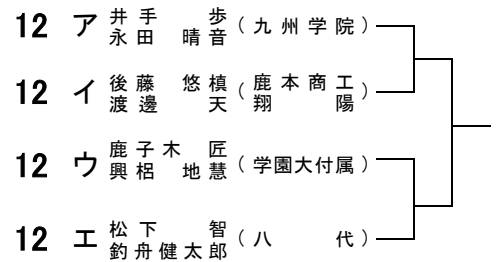 12 ア 井手 歩 (九州学院)
永田 晴音
12 イ 後藤 悠槙 (鹿本商工)
渡邊 天 (翔陽)
12 ウ 鹿子木 匠 (学園大付属)
興梠 地慧
12 エ 松下 智 (八代)
釣舟健太郎